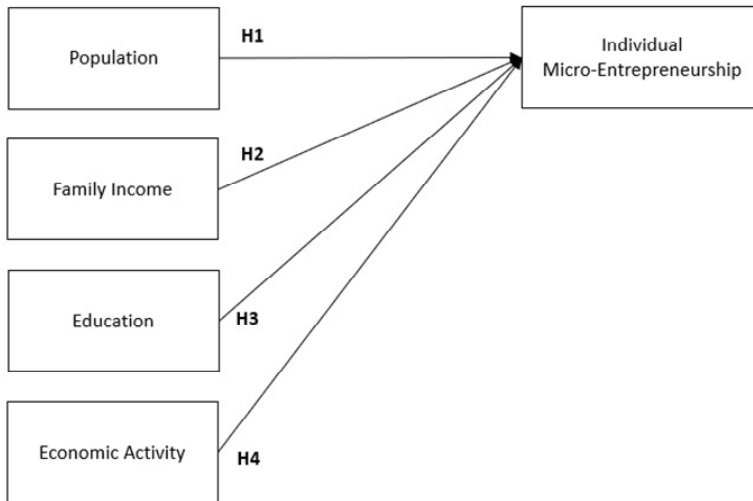 Population
H1
Individual
Micro-Entrepreneurship
Family Income
H2
Education
H3
Economic Activity
H4